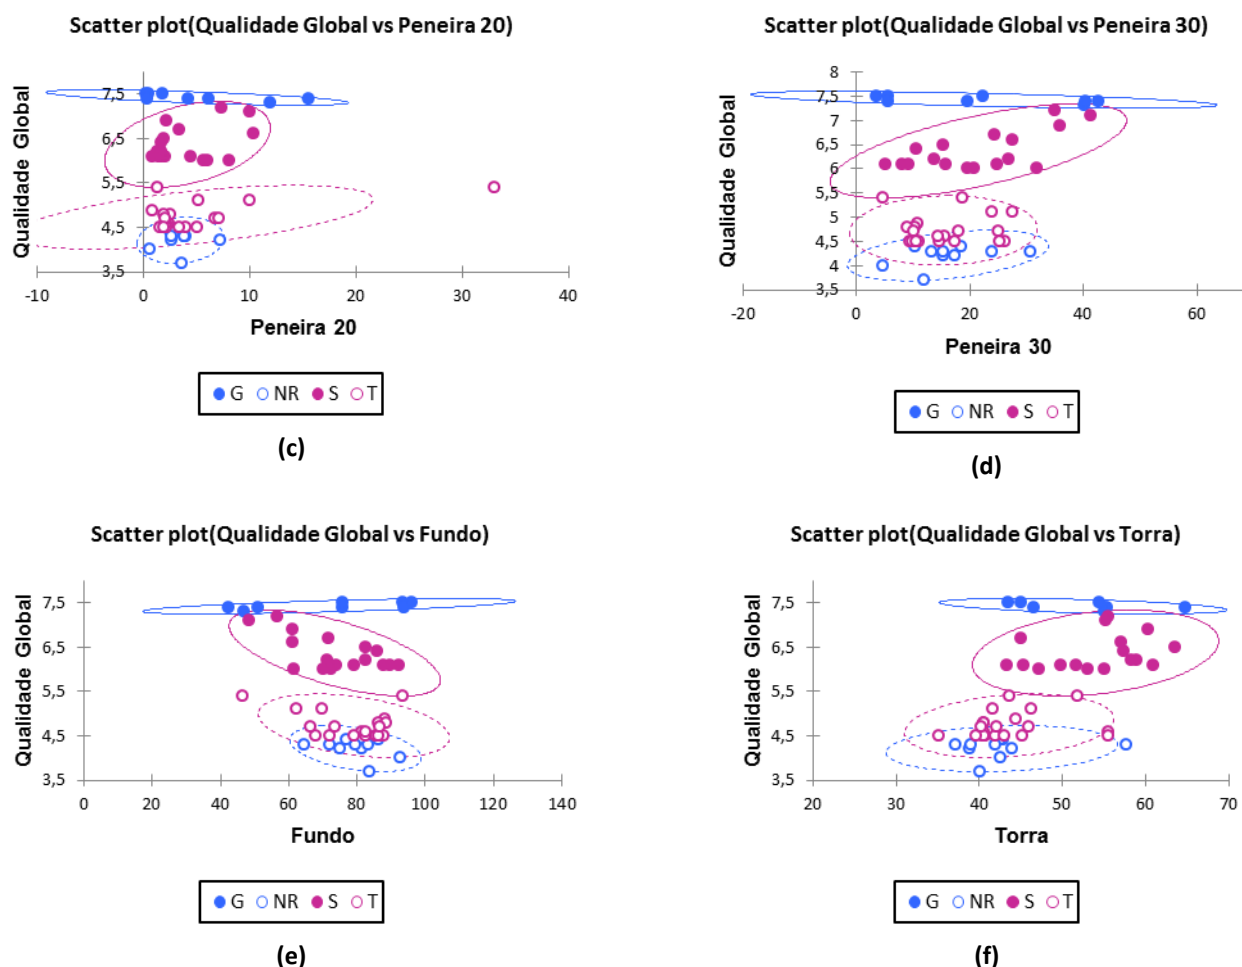 Scatter plot(Qualidade Global vs Peneira 20)
Qualidade Global
7,5
5,5
4,5
3,5
-10 0 10 20 30 40
Peneira 20
G NR S T
(c)
Scatter plot(Qualidade Global vs Peneira 30)
Qualidade Global
8
7,5
7
6,5
6
5,5
5
4,5
4
3,5
-20 0 20 40 60
Peneira 30
G NR S T
(d)
Scatter plot(Qualidade Global vs Fundo)
Qualidade Global
7,5
6,5
5,5
4,5
3,5
0 20 40 60 80 100 120 140
Fundo
G NR S T
(e)
Scatter plot(Qualidade Global vs Torra)
Qualidade Global
7,5
6,5
5,5
4,5
3,5
20 30 40 50 60 70
Torra
G NR S T
(f)